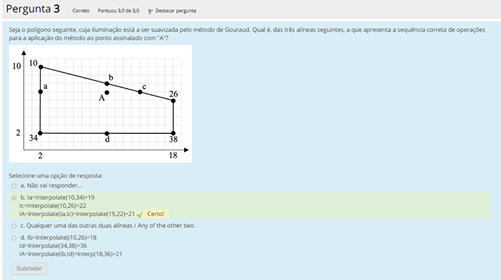 Pergunta 3 Correto Pontuou 3,0 de 3,0 Destacar pergunta
Seja o polígono seguinte, cuja iluminação está a ser suavizada pelo método de Gouraud. Qual é, das três alíneas seguintes, a que apresenta a sequência correta de operações
para a aplicação do método ao ponto assinalado com "A"?
10 10
b
a
c
A
26
2 34
d
38
2 18
Selecione uma opção de resposta:
a. Não sei responder...
b. Ia=Interpolate(10,34)=19
Ic=Interpolate(10,26)=22
IA=Interpolate(Ia,Ic)=Interpolate(19,22)=21 Certo!
c. Qualquer uma das outras duas alíneas / Any of the other two.
d. Ib=Interpolate(10,26)=18
Id=Interpolate(34,38)=36
IA=Interpolate(Ib,Id)=Interp(18,36)=21
Submeter